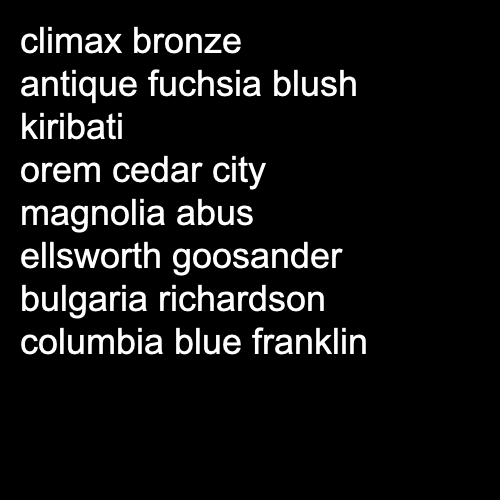 climax bronze
antique fuchsia blush
kiribati
orem cedar city
magnolia abus
ellsworth goosander
bulgaria richardson
columbia blue franklin